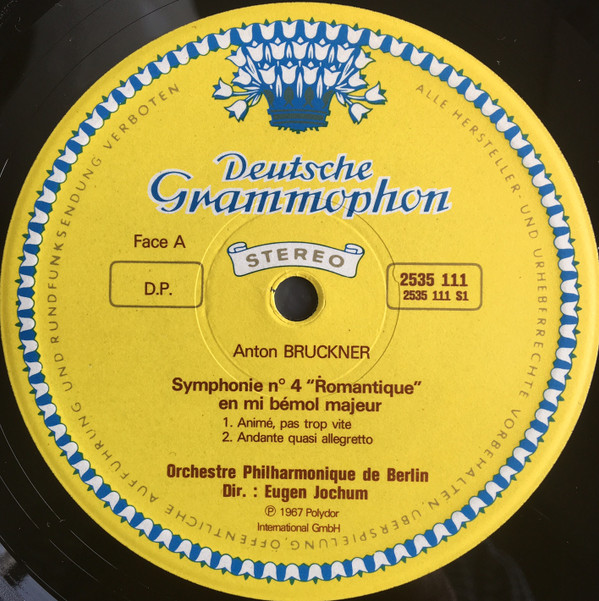 Deutsche
Grammophon
Face A
STEREO
D.P.
2535 111
2535 111 S1
Anton BRUCKNER
Symphonie n° 4 "Romantique"
en mi bémol majeur
1. Animé, pas trop vite
2. Andante quasi allegretto
Orchestre Philharmonique de Berlin
Dir. : Eugen Jochum
℗ 1967 Polydor
International GmbH
ALLE HERSTELLER- UND URHEBERRECHTE VORBEHALTEN, ÜBERSPIELUNG, ÖFFENTLICHE AUFFÜHRUNG UND RUNDFUNKSENDUNG VERBOTEN